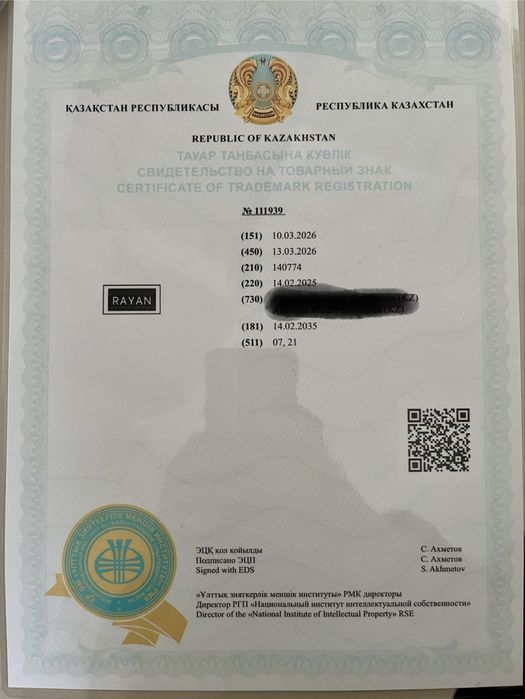 ҚАЗАҚСТАН РЕСПУБЛИКАСЫ РЕСПУБЛИКА КАЗАХСТАН
REPUBLIC OF KAZAKHSTAN
ТАУАР ТАҢБАСЫНА КУӘЛІК
СВИДЕТЕЛЬСТВО НА ТОВАРНЫЙ ЗНАК
CERTIFICATE OF TRADEMARK REGISTRATION
№ 111939
(151) 10.03.2026
(450) 13.03.2026
(210) 140774
(220) 14.02.2025
(730) (KZ)
(KZ)
RAYAN
(181) 14.02.2035
(511) 07, 21
ЭЦҚ қол қойылды С. Ахметов
Подписано ЭЦП С. Ахметов
Signed with EDS S. Akhmetov
«Ұлттық зияткерлік меншік институты» РМК директоры
Директор РГП «Национальный институт интеллектуальной собственности»
Director of the «National Institute of Intellectual Property» RSE